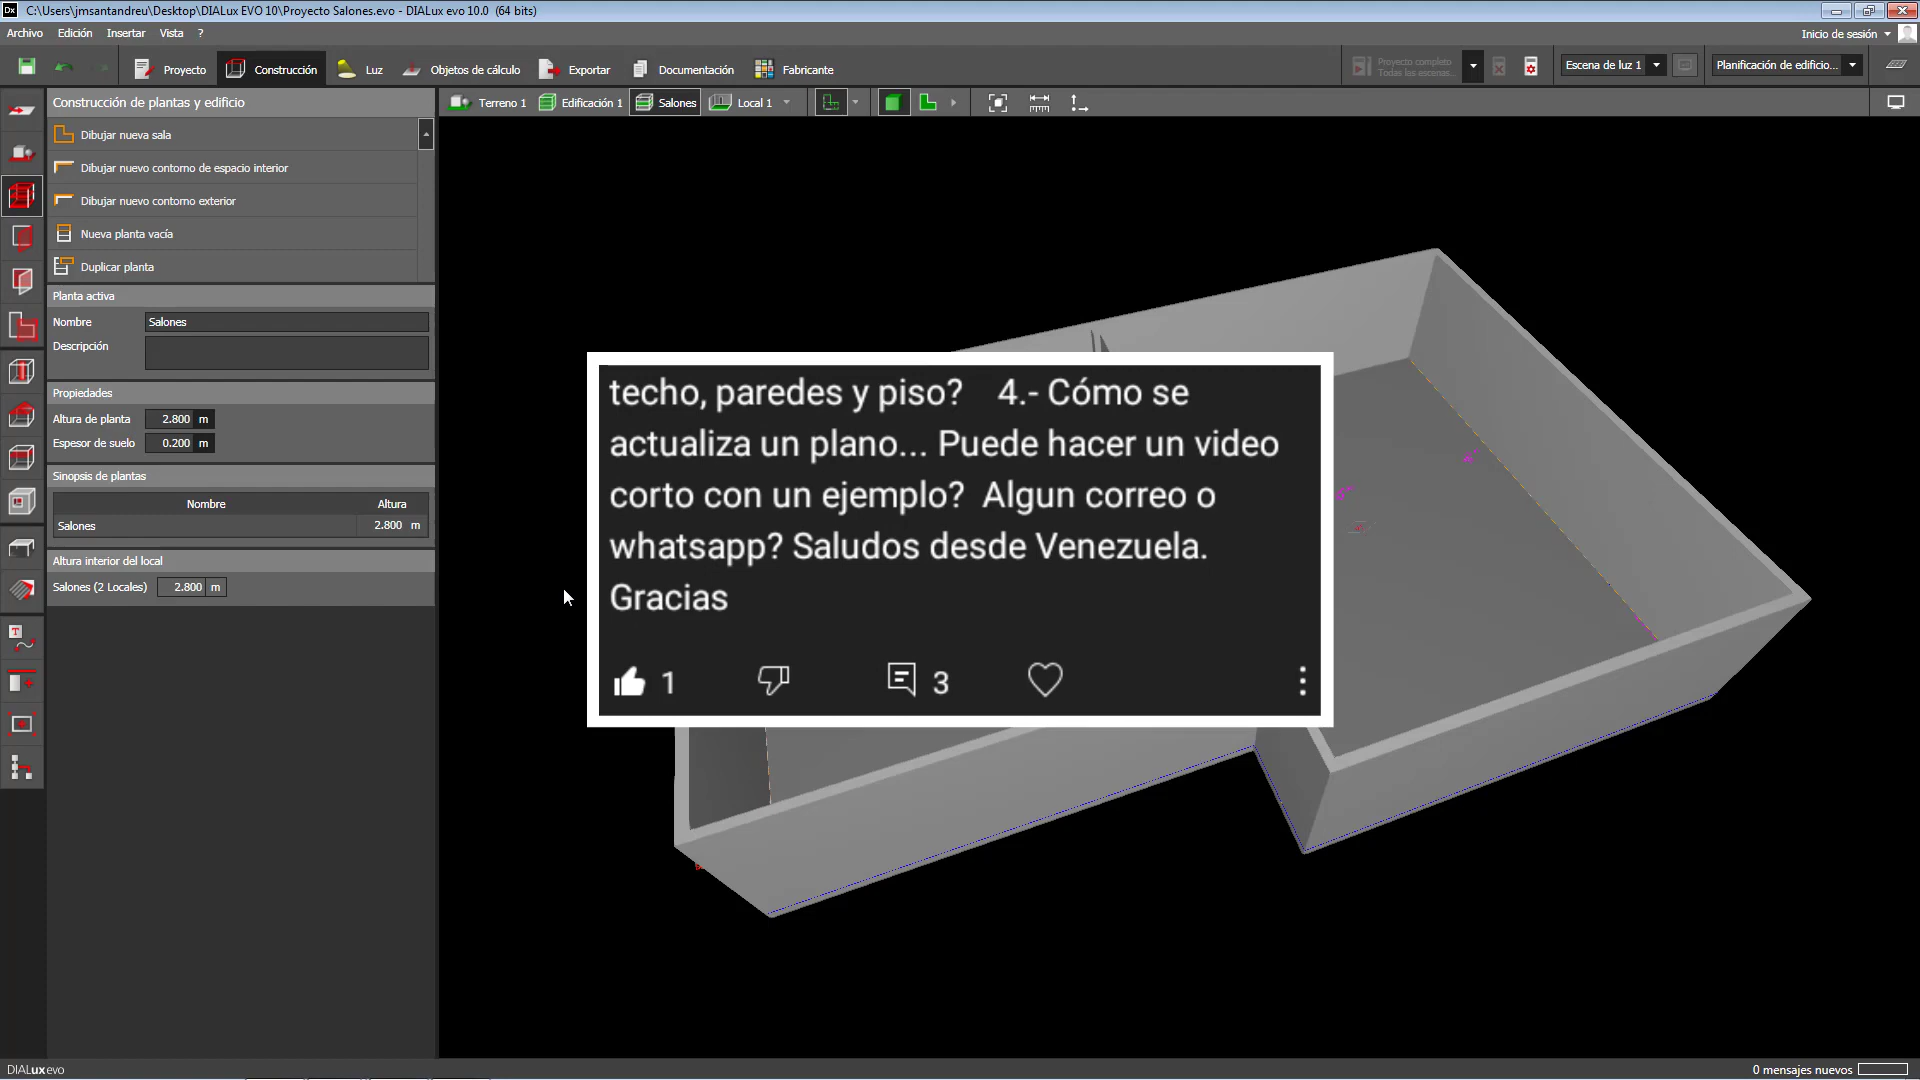 C:\Users\jmsantandreu\Desktop\DIALux EVO 10\Proyecto Salones.evo - DIALux evo 10.0 (64 bits)
Archivo Edición Insertar Vista ?
Inicio de sesión
Proyecto Construcción Luz Objetos de cálculo Exportar Documentación Fabricante
Proyecto completo
Todas las escenas...
Escena de luz 1
Planificación de edificio...
Construcción de plantas y edificio
Terreno 1 Edificación 1 Salones Local 1
Dibujar nueva sala
Dibujar nuevo contorno de espacio interior
Dibujar nuevo contorno exterior
Nueva planta vacía
Duplicar planta
Planta activa
Nombre Salones
Descripción
Propiedades
Altura de planta 2.800 m
Espesor de suelo 0.200 m
Sinopsis de plantas
Nombre Altura
Salones 2.800 m
Altura interior del local
Salones (2 Locales) 2.800 m
techo, paredes y piso? 4.- Cómo se
actualiza un plano... Puede hacer un video
corto con un ejemplo? Algun correo o
whatsapp? Saludos desde Venezuela.
Gracias
1 3
DIALux evo
0 mensajes nuevos